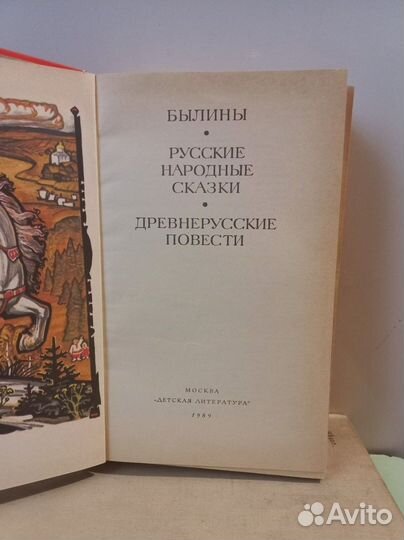 БЫЛИНЫ
•
РУССКИЕ
НАРОДНЫЕ
СКАЗКИ
•
ДРЕВНЕРУССКИЕ
ПОВЕСТИ
МОСКВА
«ДЕТСКАЯ ЛИТЕРАТУРА»
1989
Avito